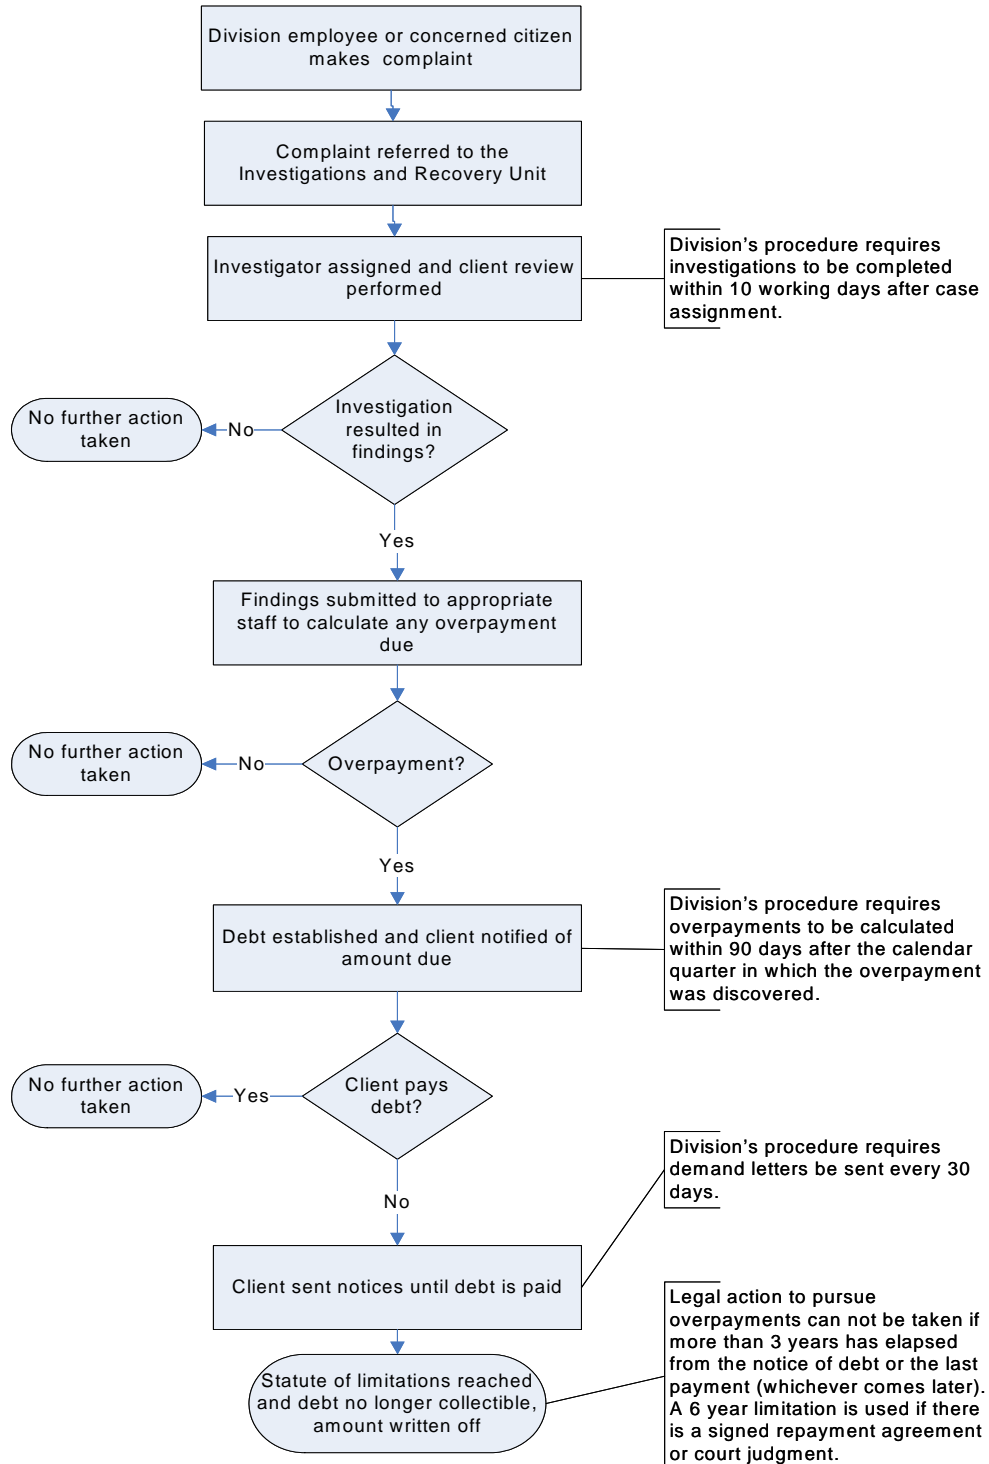 Division employee or concerned citizen
makes complaint
Complaint referred to the
Investigations and Recovery Unit
Investigator assigned and client review
performed
Division's procedure requires
investigations to be completed
within 10 working days after case
assignment.
Investigation
resulted in
findings?
No
No further action
taken
Yes
Findings submitted to appropriate
staff to calculate any overpayment
due
Overpayment?
No
No further action
taken
Yes
Debt established and client notified of
amount due
Division's procedure requires
overpayments to be calculated
within 90 days after the calendar
quarter in which the overpayment
was discovered.
Client pays
debt?
Yes
No further action
taken
No
Division's procedure requires
demand letters be sent every 30
days.
Client sent notices until debt is paid
Statute of limitations reached
and debt no longer collectible,
amount written off
Legal action to pursue
overpayments can not be taken if
more than 3 years has elapsed
from the notice of debt or the last
payment (whichever comes later).
A 6 year limitation is used if there
is a signed repayment agreement
or court judgment.